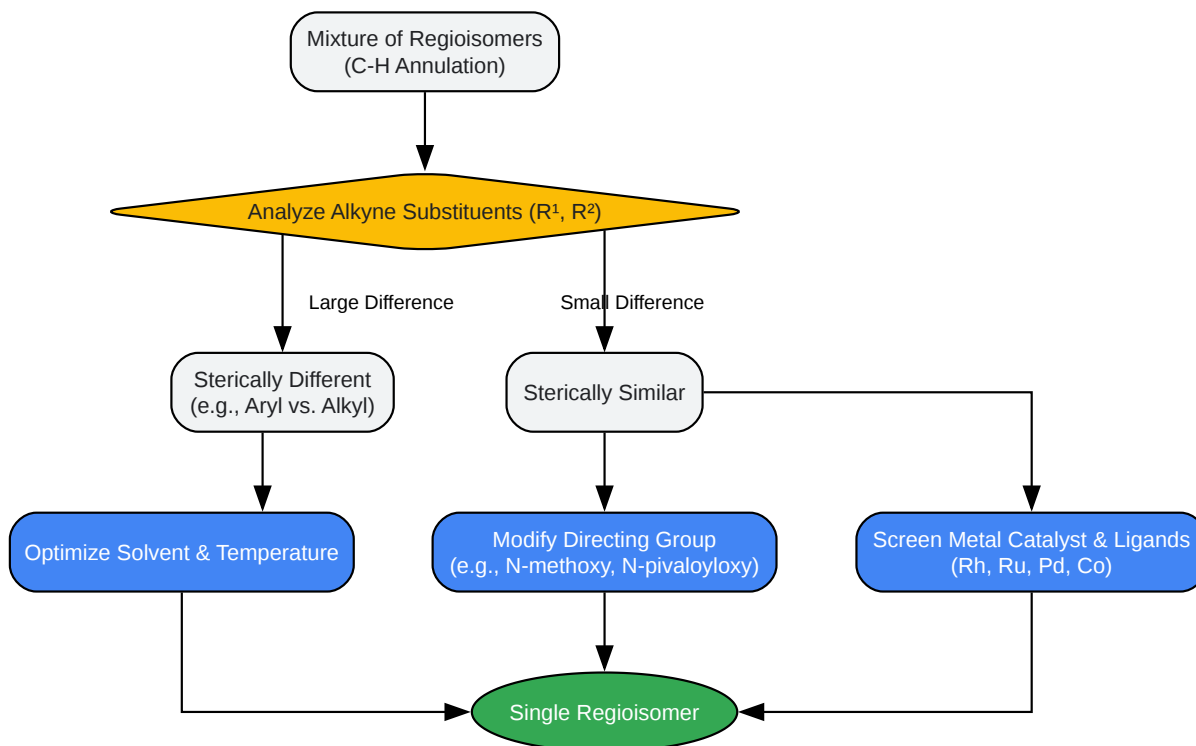 Mixture of Regioisomers
(C-H Annulation)
Analyze Alkyne Substituents (R¹, R²)
Large Difference
Small Difference
Sterically Different
(e.g., Aryl vs. Alkyl)
Sterically Similar
Optimize Solvent & Temperature
Modify Directing Group
(e.g., N-methoxy, N-pivaloyloxy)
Screen Metal Catalyst & Ligands
(Rh, Ru, Pd, Co)
Single Regioisomer